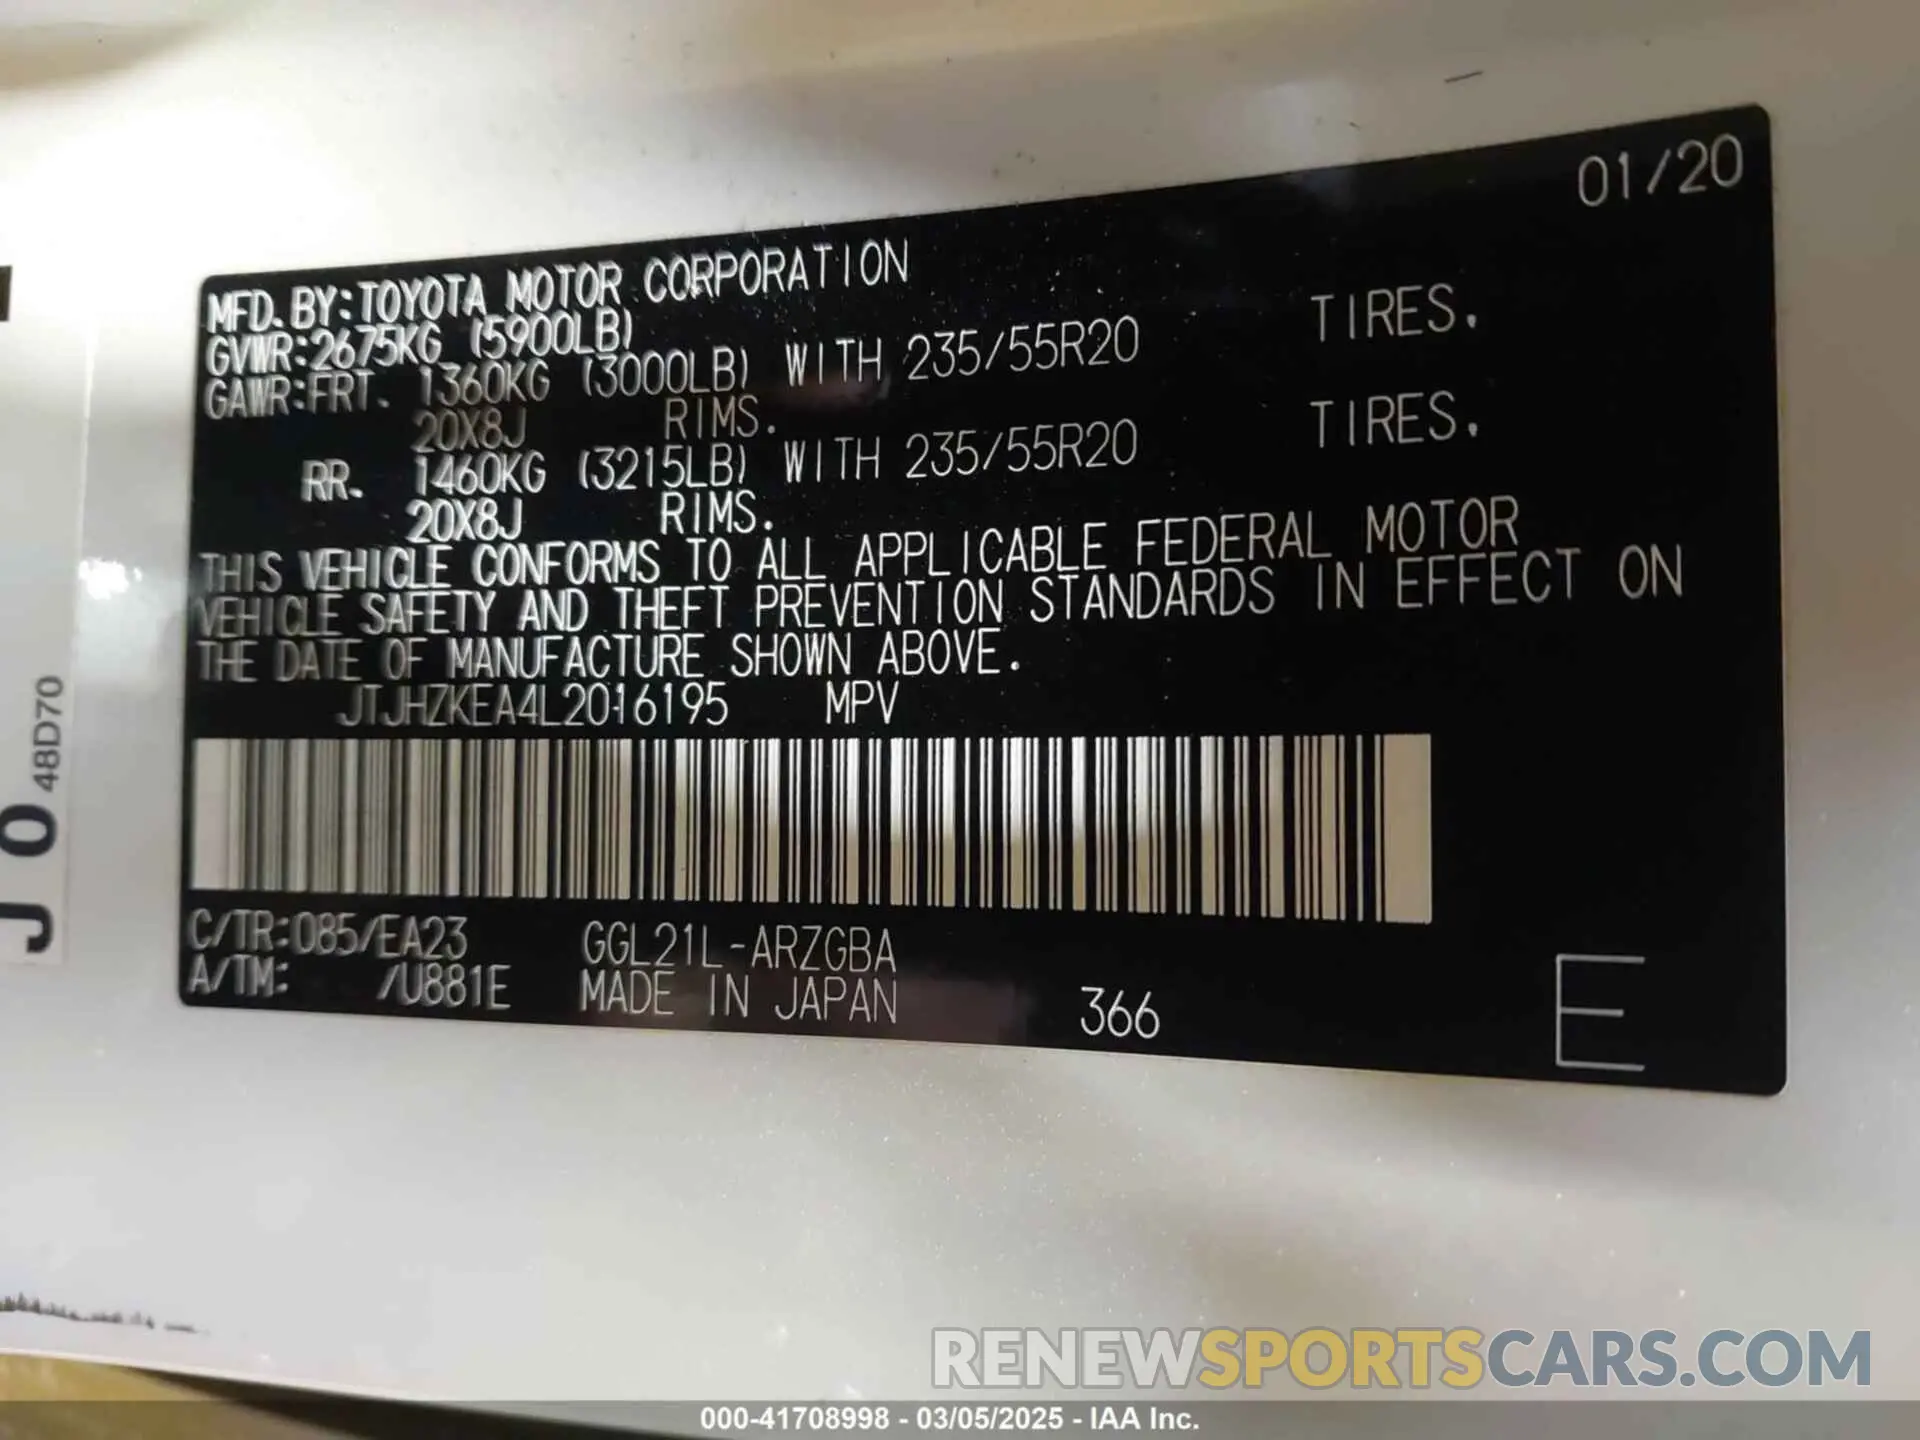 01/20
MFD. BY: TOYOTA MOTOR CORPORATION
GVWR: 2675KG (5900LB)
GAWR: FRT. 1360KG (3000LB) WITH 235/55R20 TIRES.
20X8J RIMS.
RR. 1460KG (3215LB) WITH 235/55R20 TIRES.
20X8J RIMS.
THIS VEHICLE CONFORMS TO ALL APPLICABLE FEDERAL MOTOR
VEHICLE SAFETY AND THEFT PREVENTION STANDARDS IN EFFECT ON
THE DATE OF MANUFACTURE SHOWN ABOVE.
JTJHZKEA4L2016195 MPV
C/TR: 085/EA23 GGL21L-ARZGBA
A/TM: /U881E MADE IN JAPAN 366
E
J 0 48D70
RENEWSPORTSCARS.COM
000-41708998 - 03/05/2025 - IAA Inc.